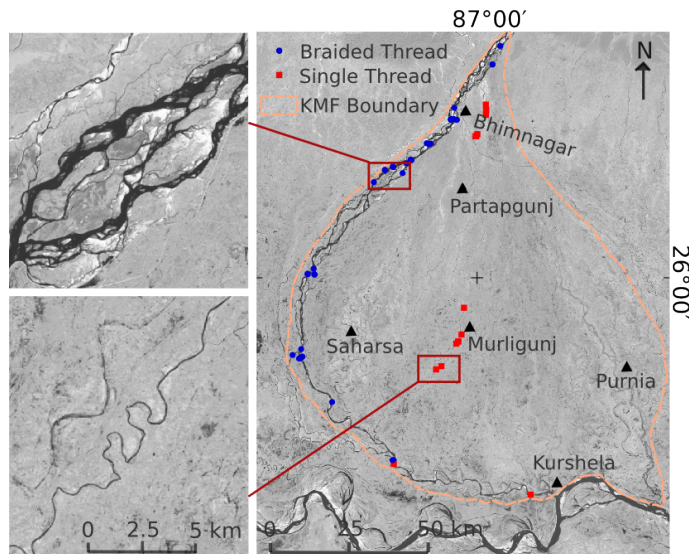 87°00′
Braided Thread
Single Thread
KMF Boundary
N
Bhimnagar
Partapgunj
26°00′
Saharsa
Murligunj
Purnia
Kurshela
0 2.5 5 km
0 25 50 km